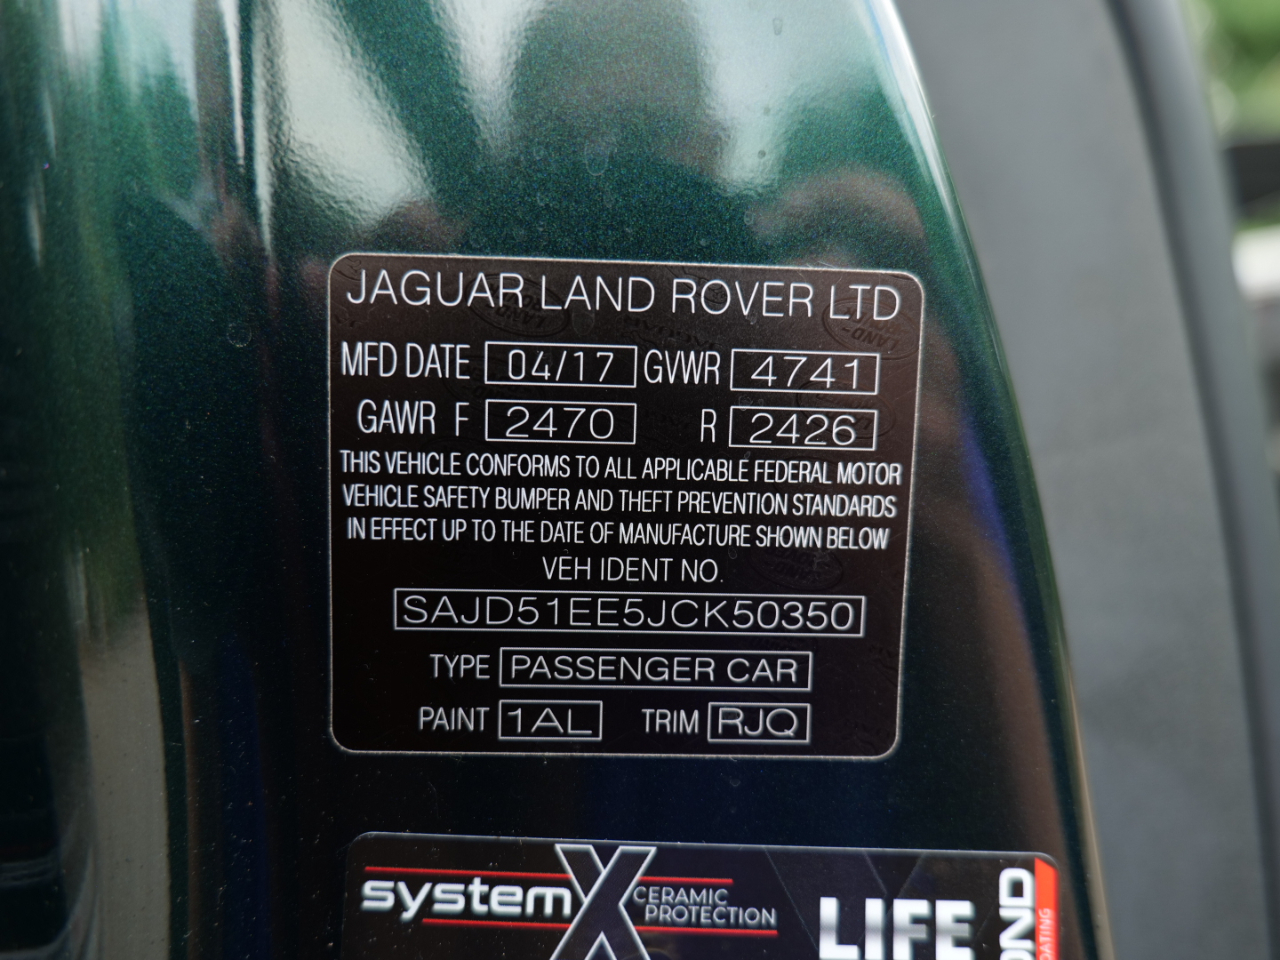 JAGUAR LAND ROVER LTD
MFD DATE 04/17 GVWR 4741
GAWR F 2470 R 2426
THIS VEHICLE CONFORMS TO ALL APPLICABLE FEDERAL MOTOR
VEHICLE SAFETY BUMPER AND THEFT PREVENTION STANDARDS
IN EFFECT UP TO THE DATE OF MANUFACTURE SHOWN BELOW
VEH IDENT NO.
SAJD51EE5JCK50350
TYPE PASSENGER CAR
PAINT 1AL TRIM RJQ
systemX CERAMIC
PROTECTION
LIFE